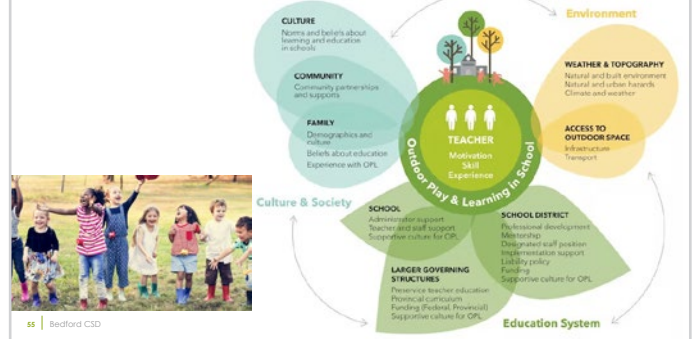 CULTURE
Norms and beliefs about
learning and education
in schools
COMMUNITY
Community partnerships
and supports
FAMILY
Demographics and
culture
Beliefs about education
Experience with OPL
Culture & Society
Environment
WEATHER & TOPOGRAPHY
Natural and built environment
Natural and urban hazards
Climate and weather
ACCESS TO
OUTDOOR SPACE
Infrastructure
Transport
TEACHER
Motivation
Skill
Experience
Outdoor Play & Learning in School
SCHOOL
Administrator support
Teacher and staff support
Supportive culture for OPL
LARGER GOVERNING
STRUCTURES
Preservice teacher education
Provincial curriculum
Funding (Federal, Provincial)
Supportive culture for OPL
SCHOOL DISTRICT
Professional development
Mentorship
Designated staff position
Implementation support
Liability policy
Funding
Supportive culture for OPL
Education System
55 | Bedford CSD